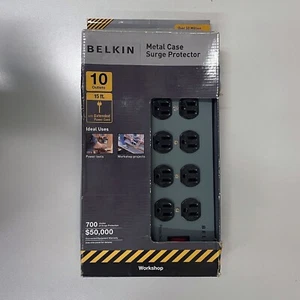 BELKIN
Metal Case
Surge Protector
10
Outlets
15 ft.
Extended
Power Cord
Ideal Uses
Power tools
Workshop projects
700
$50,000
Workshop